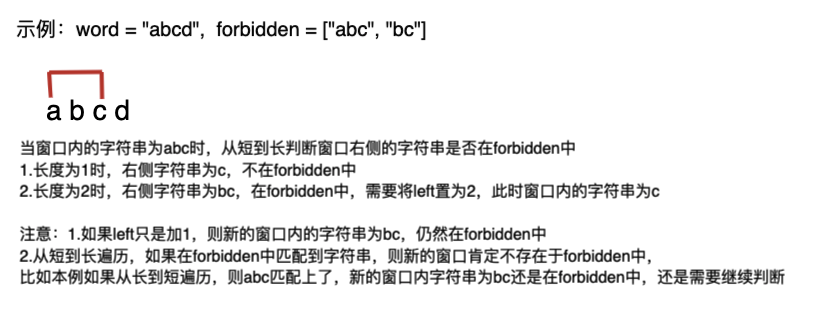 示例：word = "abcd", forbidden = ["abc", "bc"]
a b c d
当窗口内的字符串为abc时，从短到长判断窗口右侧的字符串是否在forbidden中
1.长度为1时，右侧字符串为c，不在forbidden中
2.长度为2时，右侧字符串为bc，在forbidden中，需要将left置为2，此时窗口内的字符串为c
注意：1.如果left只是加1，则新的窗口内的字符串为bc，仍然在forbidden中
2.从短到长遍历，如果在forbidden中匹配到字符串，则新的窗口肯定不存在于forbidden中，
比如本例如果从长到短遍历，则abc匹配上了，新的窗口内字符串为bc还是在forbidden中，还是需要继续判断